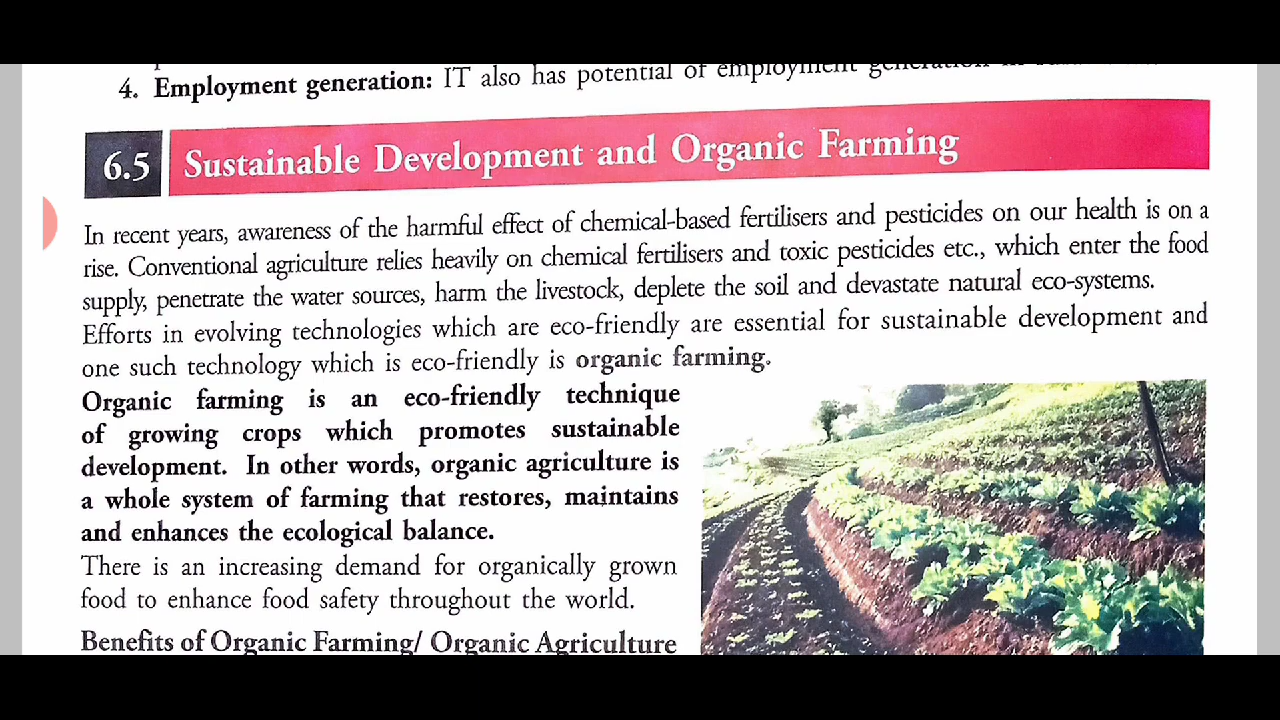 4. Employment generation: IT also has potential of employment generation in
6.5 Sustainable Development and Organic Farming
In recent years, awareness of the harmful effect of chemical-based fertilisers and pesticides on our health is on a
rise. Conventional agriculture relies heavily on chemical fertilisers and toxic pesticides etc., which enter the food
supply, penetrate the water sources, harm the livestock, deplete the soil and devastate natural eco-systems.
Efforts in evolving technologies which are eco-friendly are essential for sustainable development and
one such technology which is eco-friendly is organic farming.
Organic farming is an eco-friendly technique
of growing crops which promotes sustainable
development. In other words, organic agriculture is
a whole system of farming that restores, maintains
and enhances the ecological balance.
There is an increasing demand for organically grown
food to enhance food safety throughout the world.
Benefits of Organic Farming/ Organic Agriculture